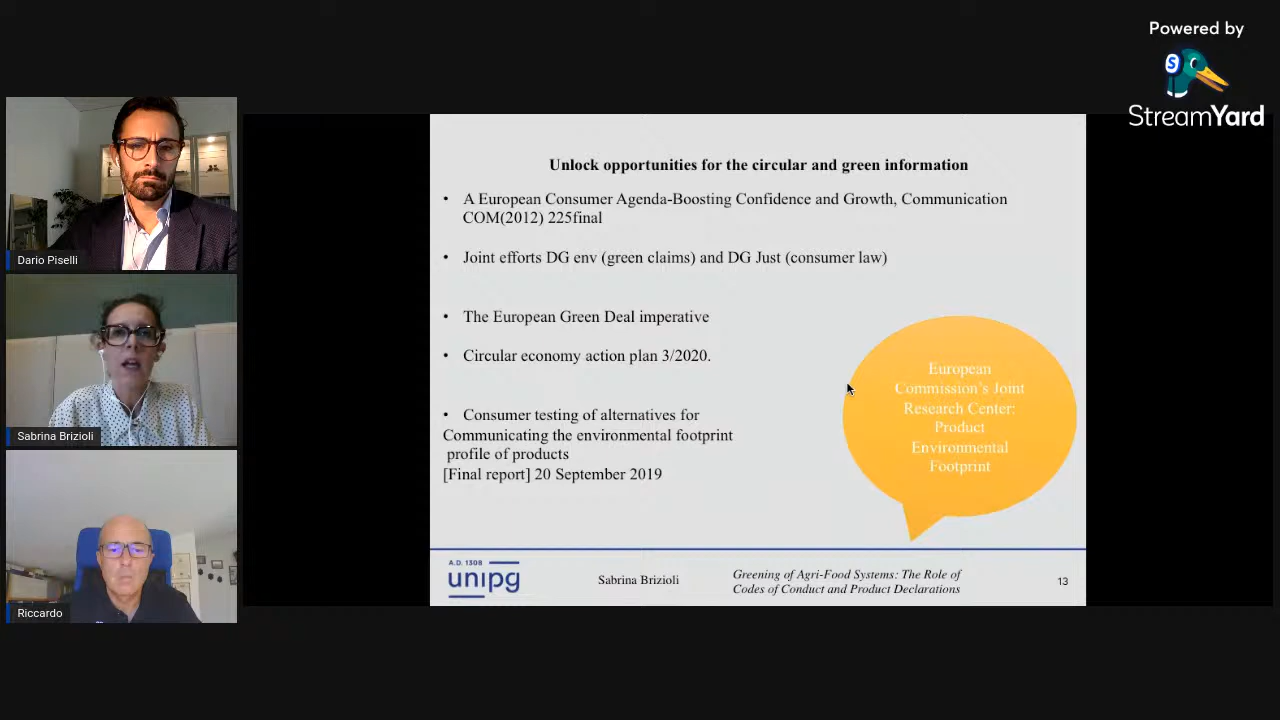 Powered by
S
StreamYard
Dario Piselli
Sabrina Brizioli
Riccardo
Unlock opportunities for the circular and green information
• A European Consumer Agenda-Boosting Confidence and Growth, Communication
COM(2012) 225final
• Joint efforts DG env (green claims) and DG Just (consumer law)
• The European Green Deal imperative
• Circular economy action plan 3/2020.
• Consumer testing of alternatives for
Communicating the environmental footprint
profile of products
[Final report] 20 September 2019
European
Commission's Joint
Research Center:
Product
Environmental
Footprint
A.D. 1308
unipg
Sabrina Brizioli
Greening of Agri-Food Systems: The Role of
Codes of Conduct and Product Declarations
13